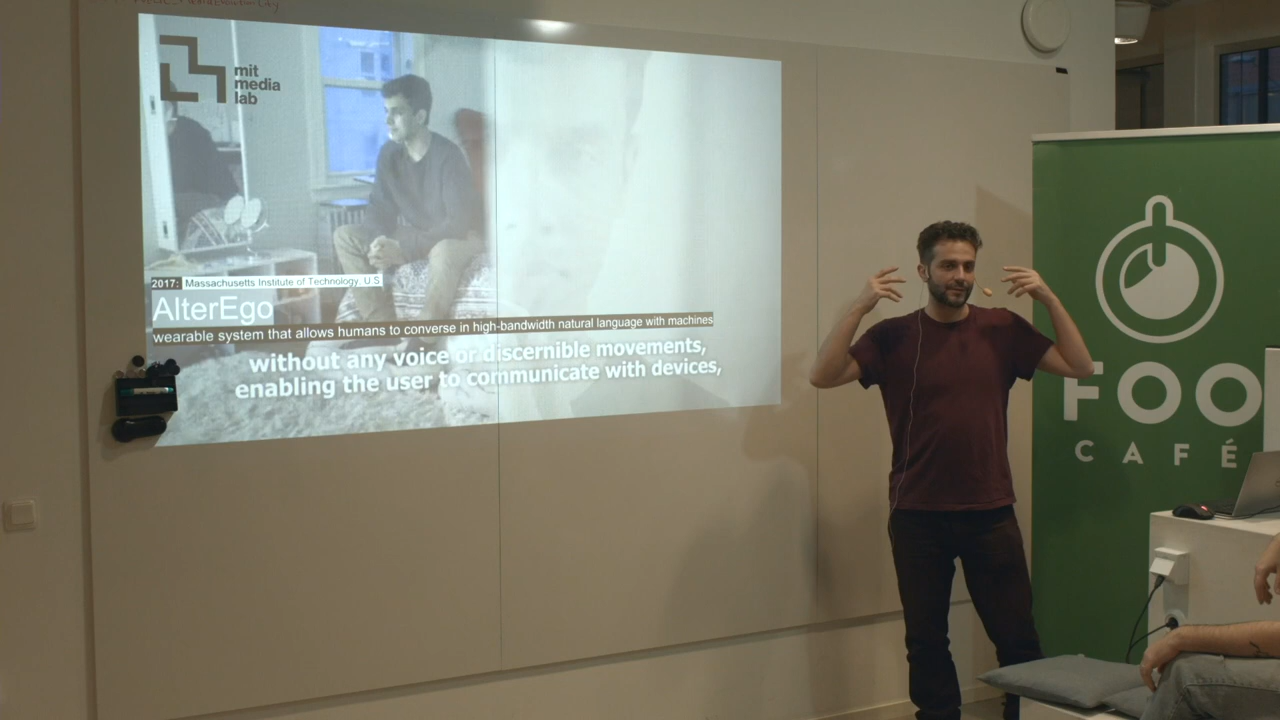 mit
media
lab
2017: Massachusetts Institute of Technology, U.S
AlterEgo
wearable system that allows humans to converse in high-bandwidth natural language with machines
without any voice or discernible movements,
enabling the user to communicate with devices,
FOO
CAFÉ